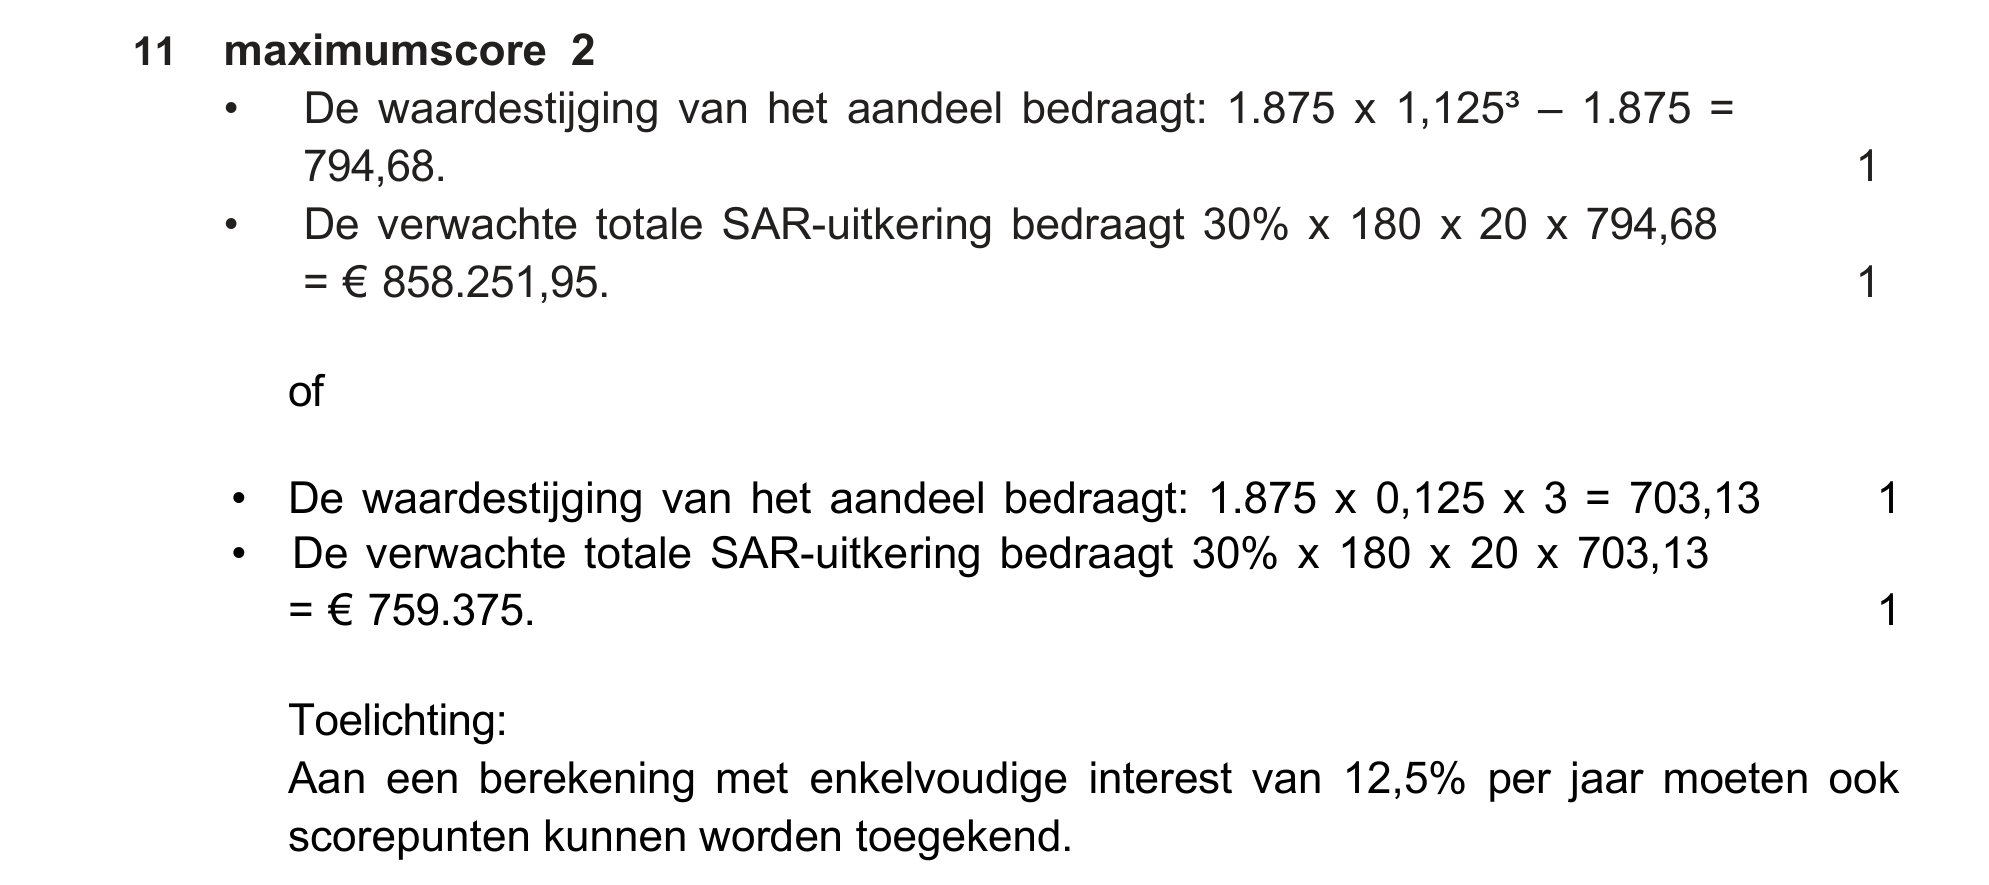 11 maximumscore 2
• De waardestijging van het aandeel bedraagt: 1.875 x 1,125³ – 1.875 =
794,68. 1
• De verwachte totale SAR-uitkering bedraagt 30% x 180 x 20 x 794,68
= € 858.251,95. 1
of
• De waardestijging van het aandeel bedraagt: 1.875 x 0,125 x 3 = 703,13 1
• De verwachte totale SAR-uitkering bedraagt 30% x 180 x 20 x 703,13
= € 759.375. 1
Toelichting:
Aan een berekening met enkelvoudige interest van 12,5% per jaar moeten ook
scorepunten kunnen worden toegekend.